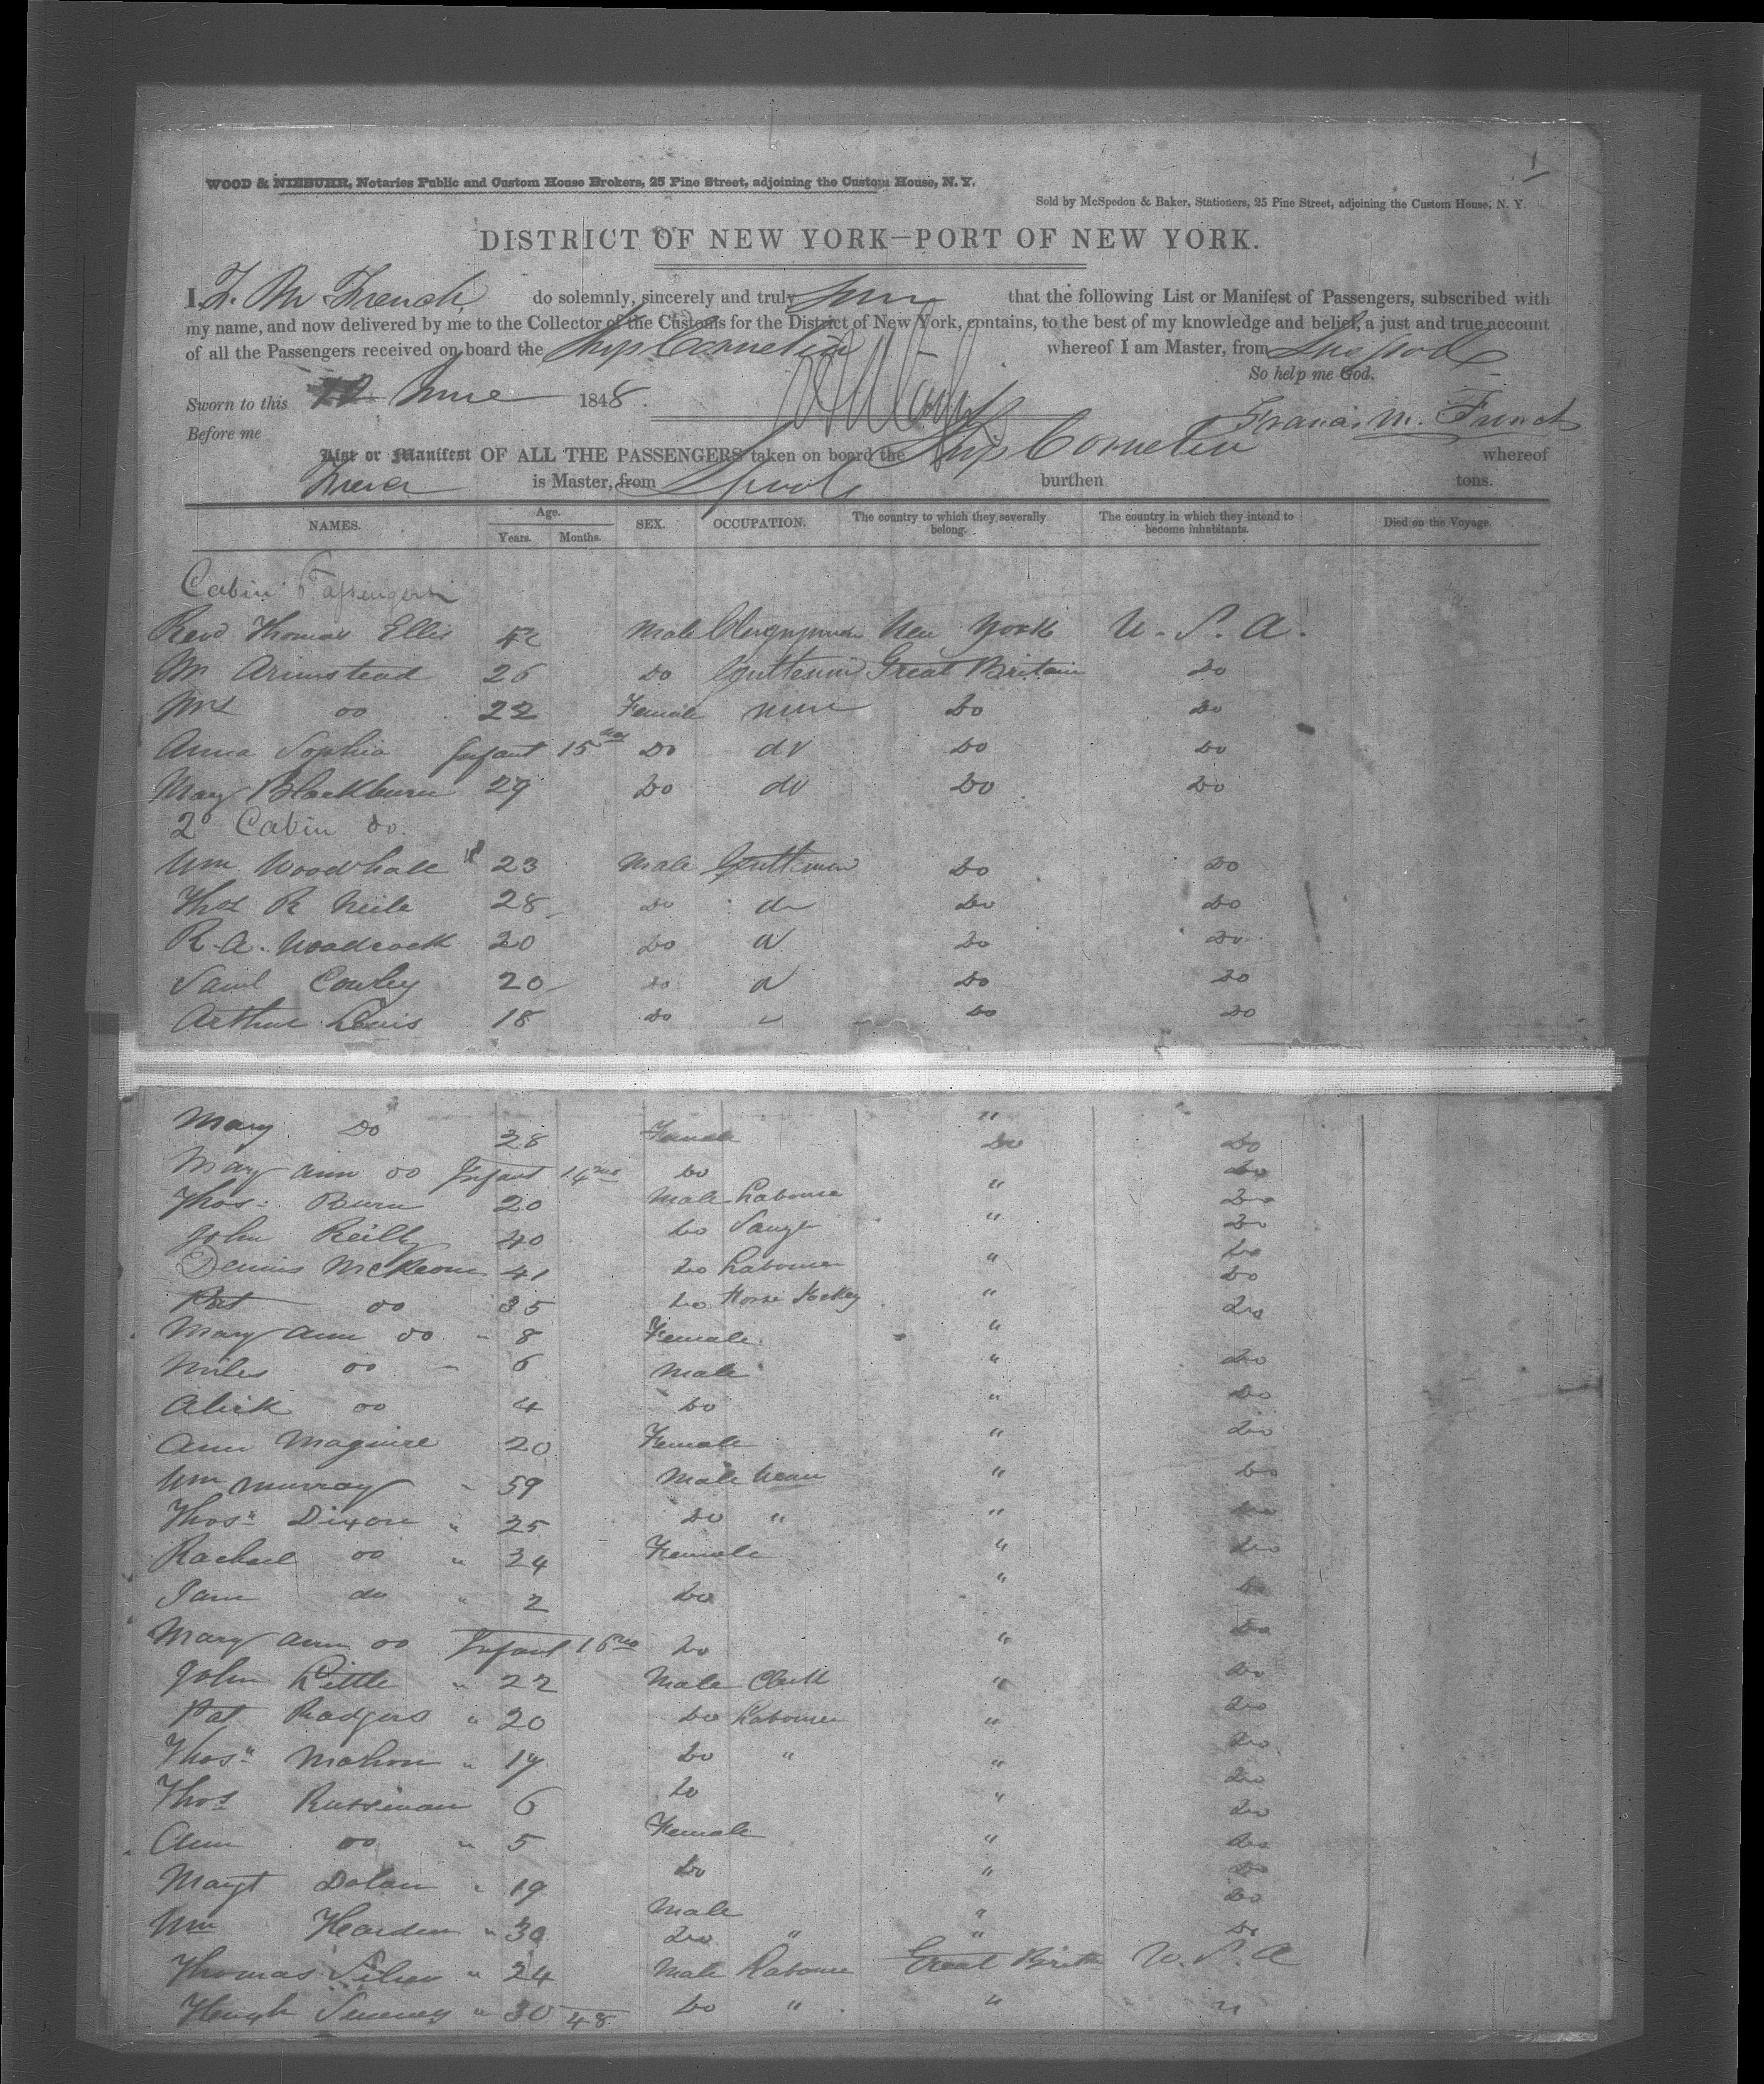 1
WOOD & NIEBUHR, Notaries Public and Custom House Brokers, 25 Pine Street, adjoining the Custom House, N. Y.
Sold by McSpedon & Baker, Stationers, 25 Pine Street, adjoining the Custom House, N. Y.
DISTRICT OF NEW YORK—PORT OF NEW YORK.
I, F. M French do solemnly, sincerely and truly that the following List or Manifest of Passengers, subscribed with
my name, and now delivered by me to the Collector of the Customs for the District of New York, contains, to the best of my knowledge and belief, a just and true account
of all the Passengers received on board the Ship Cornelia whereof I am Master, from
So help me God.
Sworn to this 12 June 1848.
Francis M. French
Before me
List or Manifest OF ALL THE PASSENGERS taken on board the Ship Cornelia whereof
is Master, from Lpool burthen tons.
NAMES. Age. Years. Months. SEX. OCCUPATION. The country to which they severally belong. The country in which they intend to become inhabitants. Died on the Voyage.
Cabin Passengers
Revd Thomas Ellis 42 Male Clergyman New York U. S. A.
Mr Armistead 26 Do Gentleman Great Britain Do
Mrs Do 22 Female Do Do
Anna Sophia Infant 15 mos Do do Do Do
Mary Blackburn 29 Do do Do Do
2d Cabin Do.
Wm Woodhall 23 Male Gentleman Do Do
Thos R Neile 28 Do do Do Do
R. A. Woodcock 20 Do Do Do
Saml Cowley 20 Do Do Do
Arthur Lewis 18 Do Do Do
Mary Do 28 Female " Do Do
Mary Ann Do Infant 14 mos Do Do
Thos: Burn 20 Male Labourer " Do
John Reilly 40 Do " Do
Dennis McKeown 41 Do Labourer " Do
Pat Do 35 Do Horse Jockey " Do
Mary Ann Do " 8 Female " Do
Miles Do " 6 Male " Do
Alick Do 4 Do " Do
Ann Maguire 20 Female " Do
Wm Murray " 59 Male " Do
Thos" Dixon " 25 Do " " Do
Rachael Do " 24 Female " Do
Jane do " 2 Do " Do
Mary Ann Do Infant 16 mo Do " Do
John Little " 22 Male Clerk " Do
Pat Rodgers " 20 Do Labourer " Do
Thos" Mahon " 17 Do " " Do
Thos 6 Do " Do
Ann Do " 5 Female " Do
Margt Dolan " 19 Do " Do
Wm Hearden " 30 Male " Do
Thomas " 24 Male Labourer Great Britn U. S. A
Hugh " 30 48 Do " " "